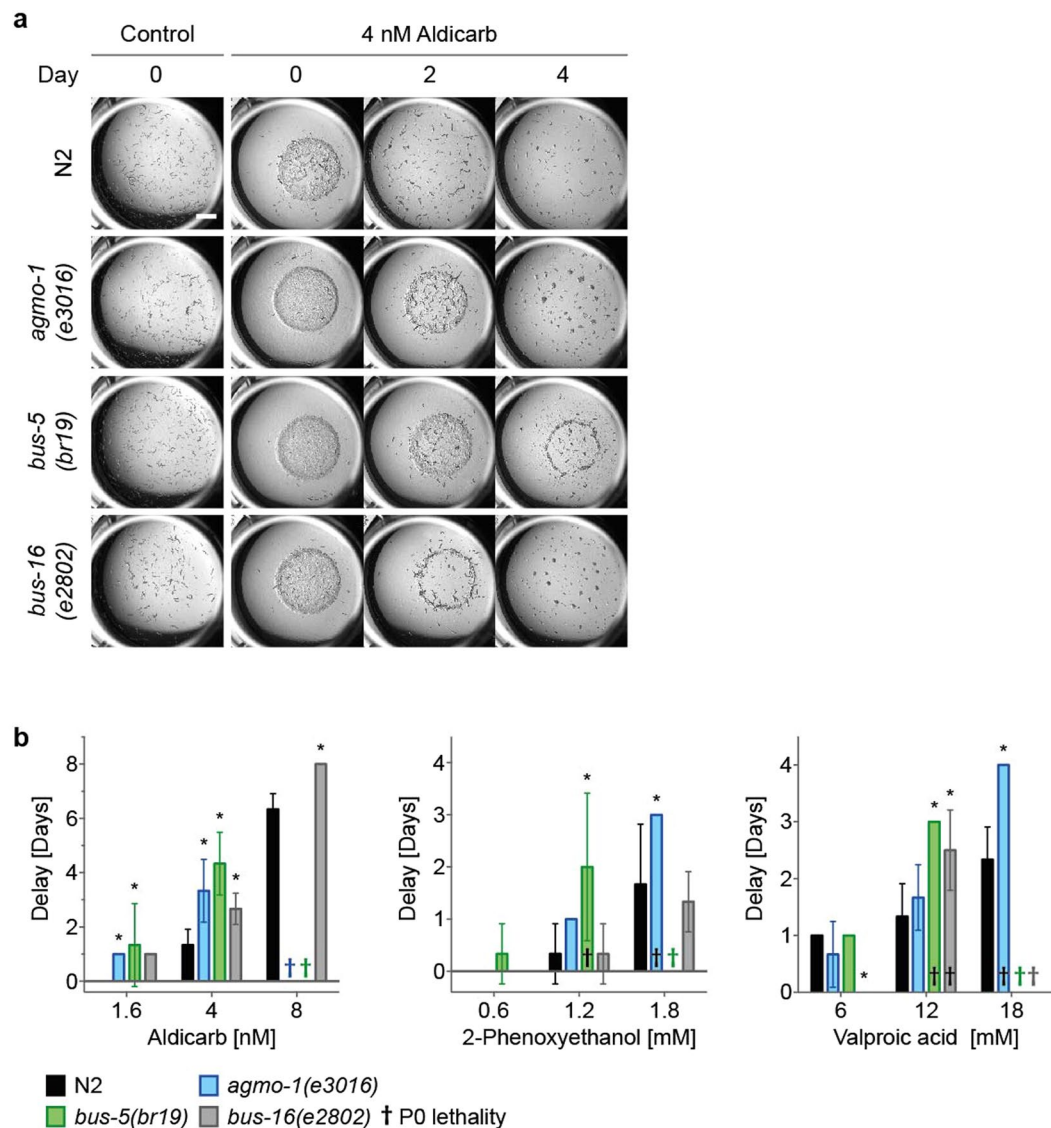 a
Control 4 nM Aldicarb
Day 0 0 2 4
N2
agmo-1
(e3016)
bus-5
(br19)
bus-16
(e2802)
b
Delay [Days]
8
6
4
2
0
* * * * * *
† †
1.6 4 8
Aldicarb [nM]
Delay [Days]
4
3
2
1
0
* *
† † †
0.6 1.2 1.8
2-Phenoxyethanol [mM]
Delay [Days]
4
3
2
1
0
* * * *
† † † † †
6 12 18
Valproic acid [mM]
N2 agmo-1(e3016)
bus-5(br19) bus-16(e2802) † P0 lethality